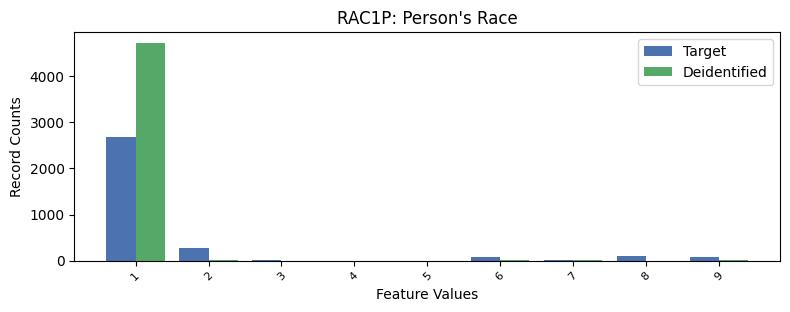 RAC1P: Person's Race
Target
Deidentified
Record Counts
4000
3000
2000
1000
0
1 2 3 4 5 6 7 8 9
Feature Values